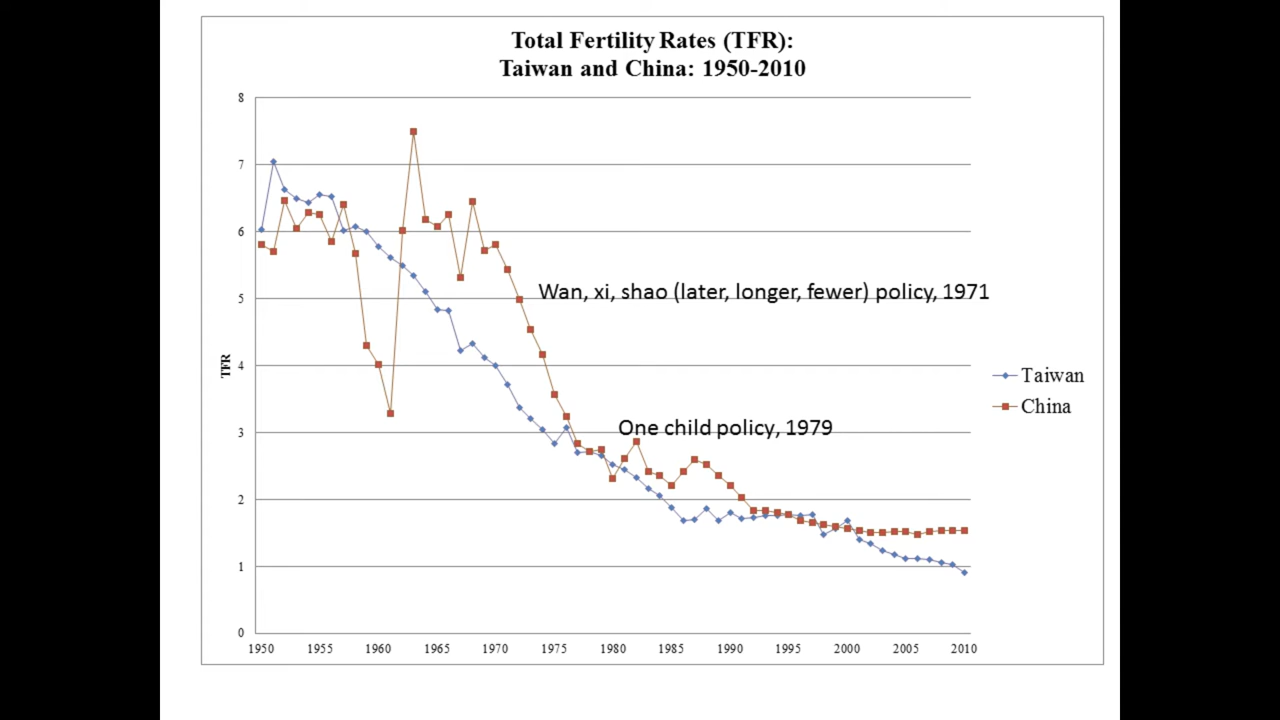 Total Fertility Rates (TFR):
Taiwan and China: 1950-2010
8
7
6
5
4
3
2
1
0
TFR
Wan, xi, shao (later, longer, fewer) policy, 1971
One child policy, 1979
Taiwan
China
1950 1955 1960 1965 1970 1975 1980 1985 1990 1995 2000 2005 2010